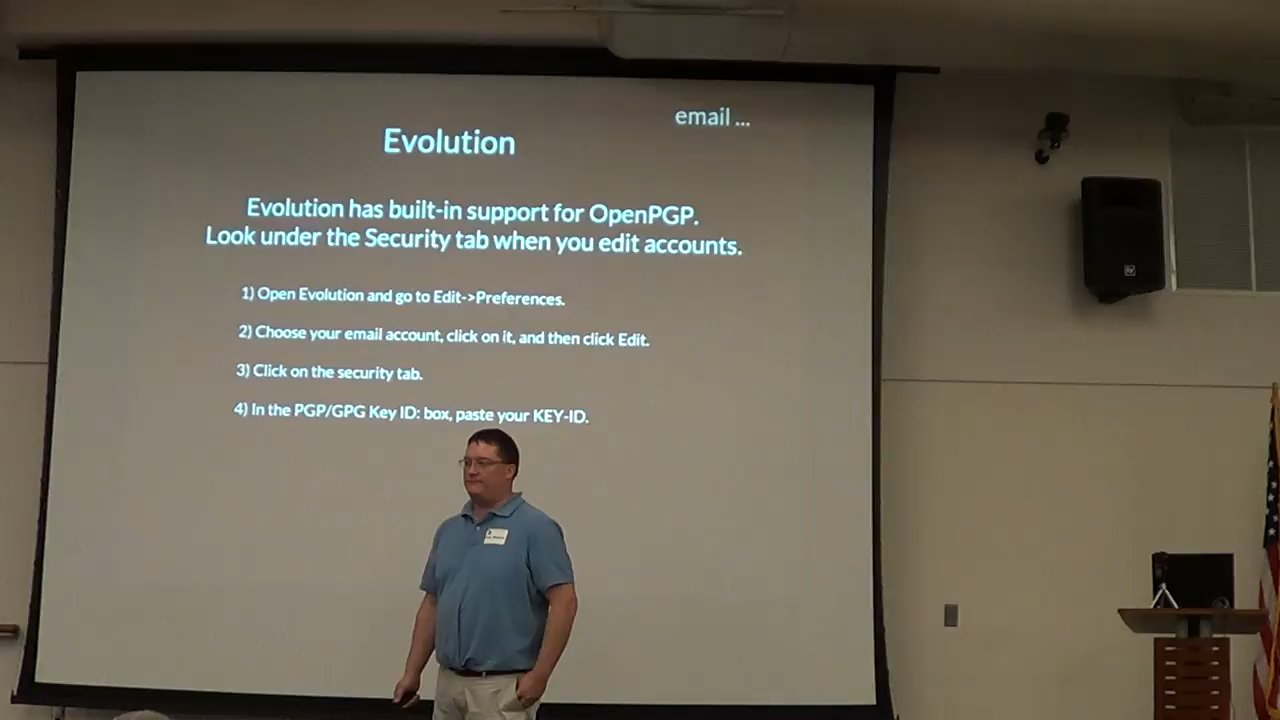 email ...
Evolution
Evolution has built-in support for OpenPGP.
Look under the Security tab when you edit accounts.
1) Open Evolution and go to Edit->Preferences.
2) Choose your email account, click on it, and then click Edit.
3) Click on the security tab.
4) In the PGP/GPG Key ID: box, paste your KEY-ID.